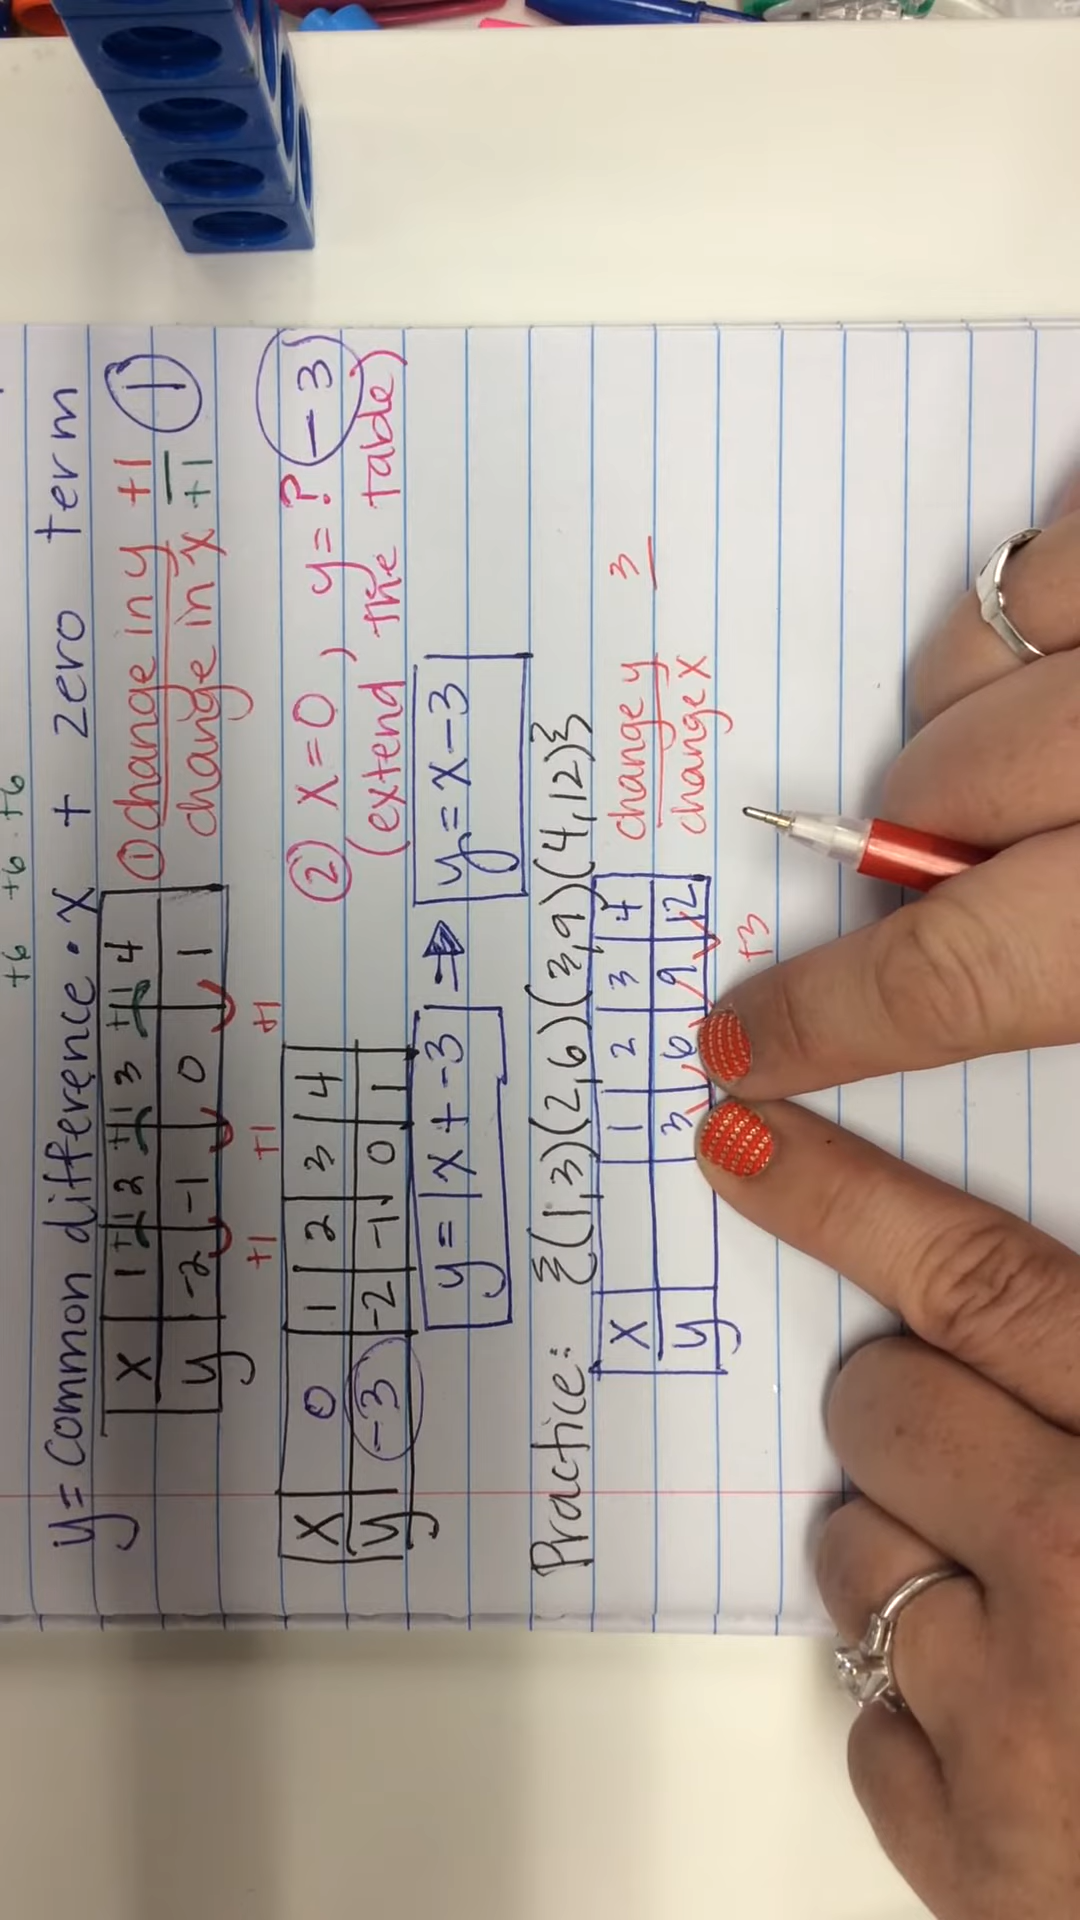 +6 +6 +6
y = common difference · x + zero term
x | 1 | 2 | 3 | 4
+1 +1 +1
y | -2 | -1 | 0 | 1
+1 +1 +1
① change in y +1
change in x +1
1
x | 0 | 1 | 2 | 3 | 4
y | -3 | -2 | -1 | 0 | 1
② x=0, y=? -3
(extend the table)
y = 1x + -3 → y = x - 3
Practice: {(1,3)(2,6)(3,9)(4,12)}
x | 1 | 2 | 3 | 4
y | 3 | 6 | 9 | 12
+3
change y 3
change x